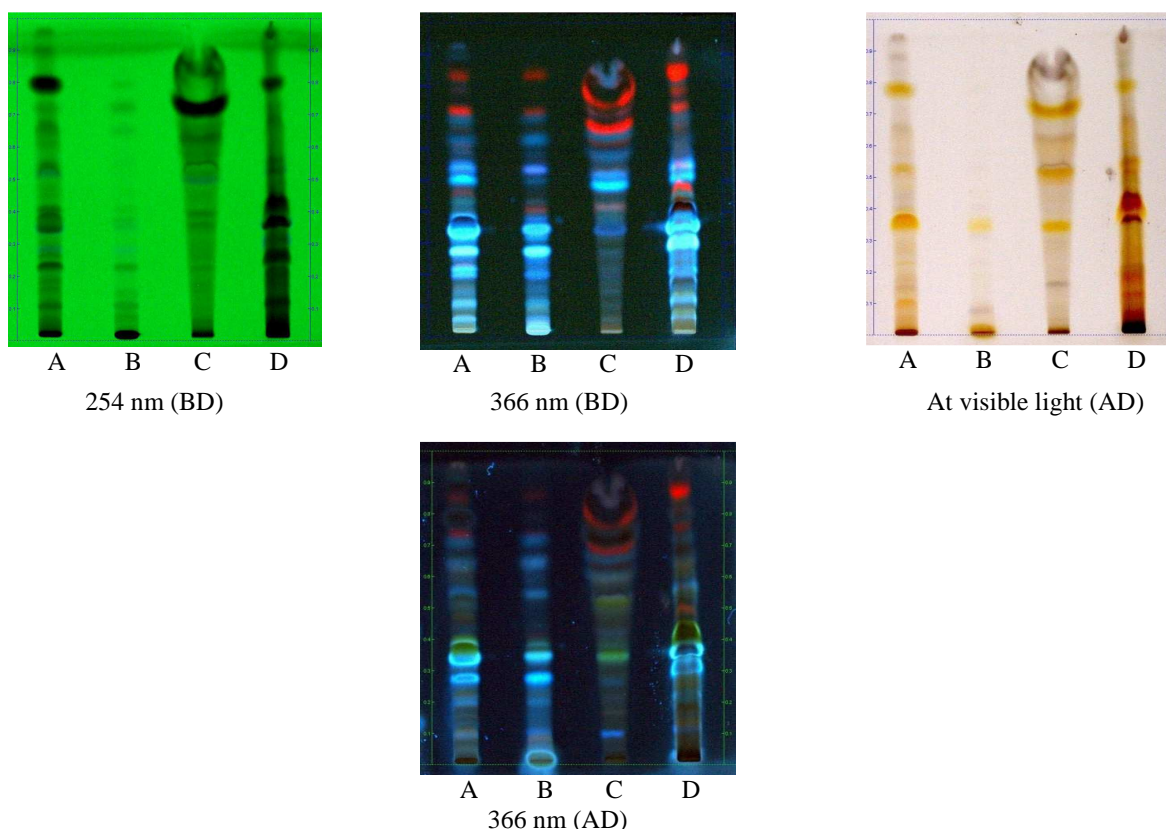 A B C D
A B C D
A B C D
254 nm (BD)
366 nm (BD)
At visible light (AD)
A B C D
366 nm (AD)